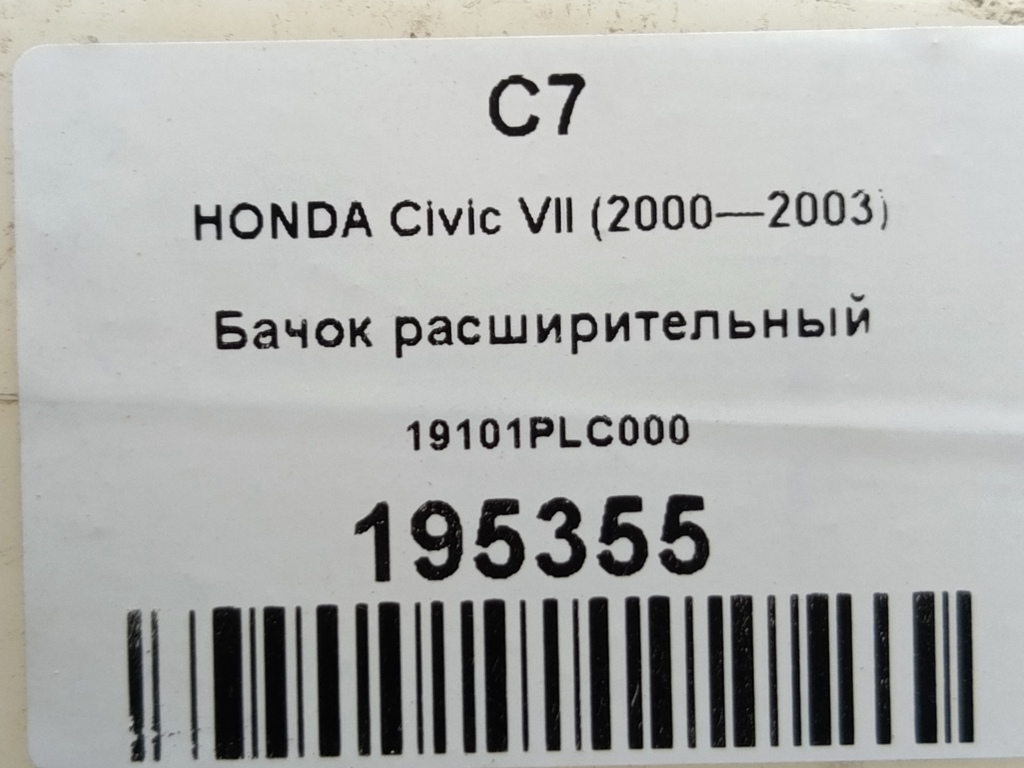 C7
HONDA Civic VII (2000—2003)
Бачок расширительный
19101PLC000
195355